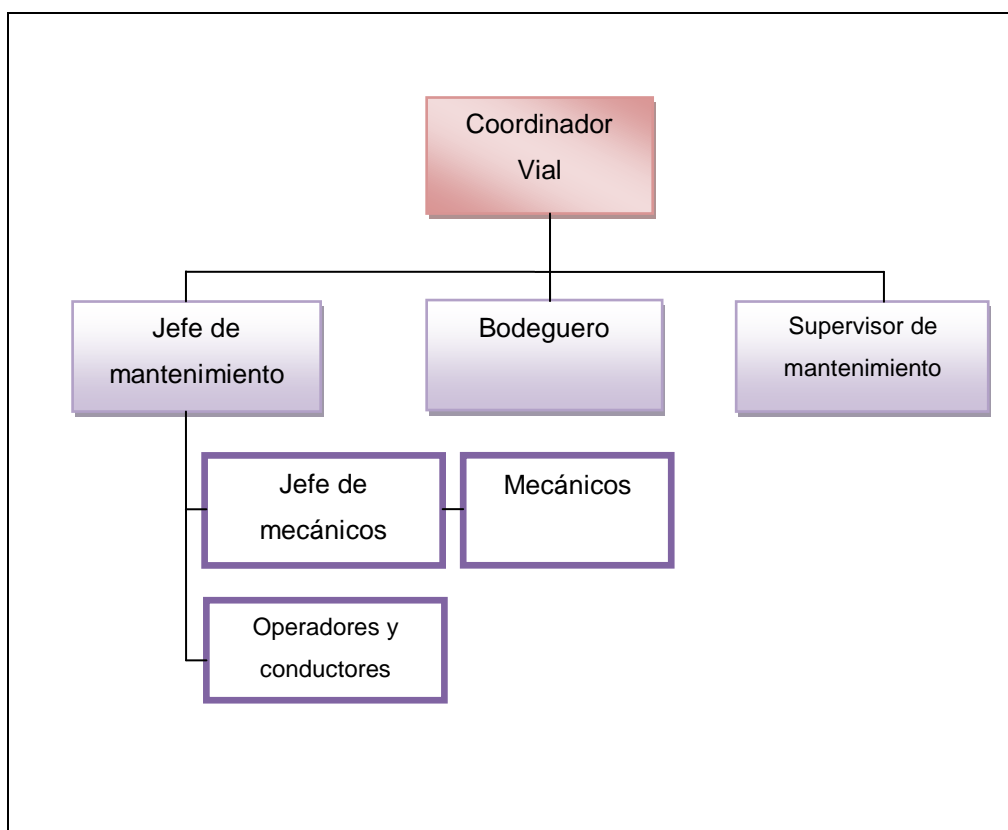 Coordinador
Vial
Jefe de
mantenimiento
Bodeguero
Supervisor de
mantenimiento
Jefe de
mecánicos
Mecánicos
Operadores y
conductores